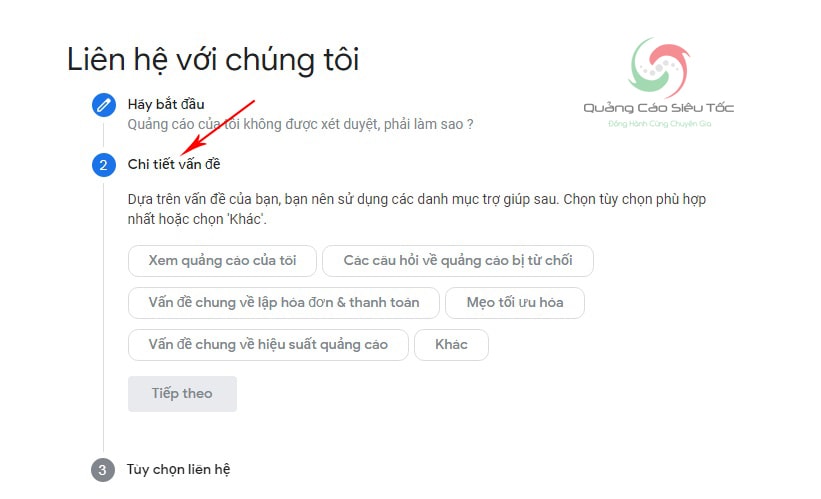 Liên hệ với chúng tôi
Hãy bắt đầu
Quảng cáo của tôi không được xét duyệt, phải làm sao ?
Quảng Cáo Siêu Tốc
Đồng Hành Cùng Chuyên Gia
2
Chi tiết vấn đề
Dựa trên vấn đề của bạn, bạn nên sử dụng các danh mục trợ giúp sau. Chọn tùy chọn phù hợp
nhất hoặc chọn 'Khác'.
Xem quảng cáo của tôi
Các câu hỏi về quảng cáo bị từ chối
Vấn đề chung về lập hóa đơn & thanh toán
Mẹo tối ưu hóa
Vấn đề chung về hiệu suất quảng cáo
Khác
Tiếp theo
3
Tùy chọn liên hệ